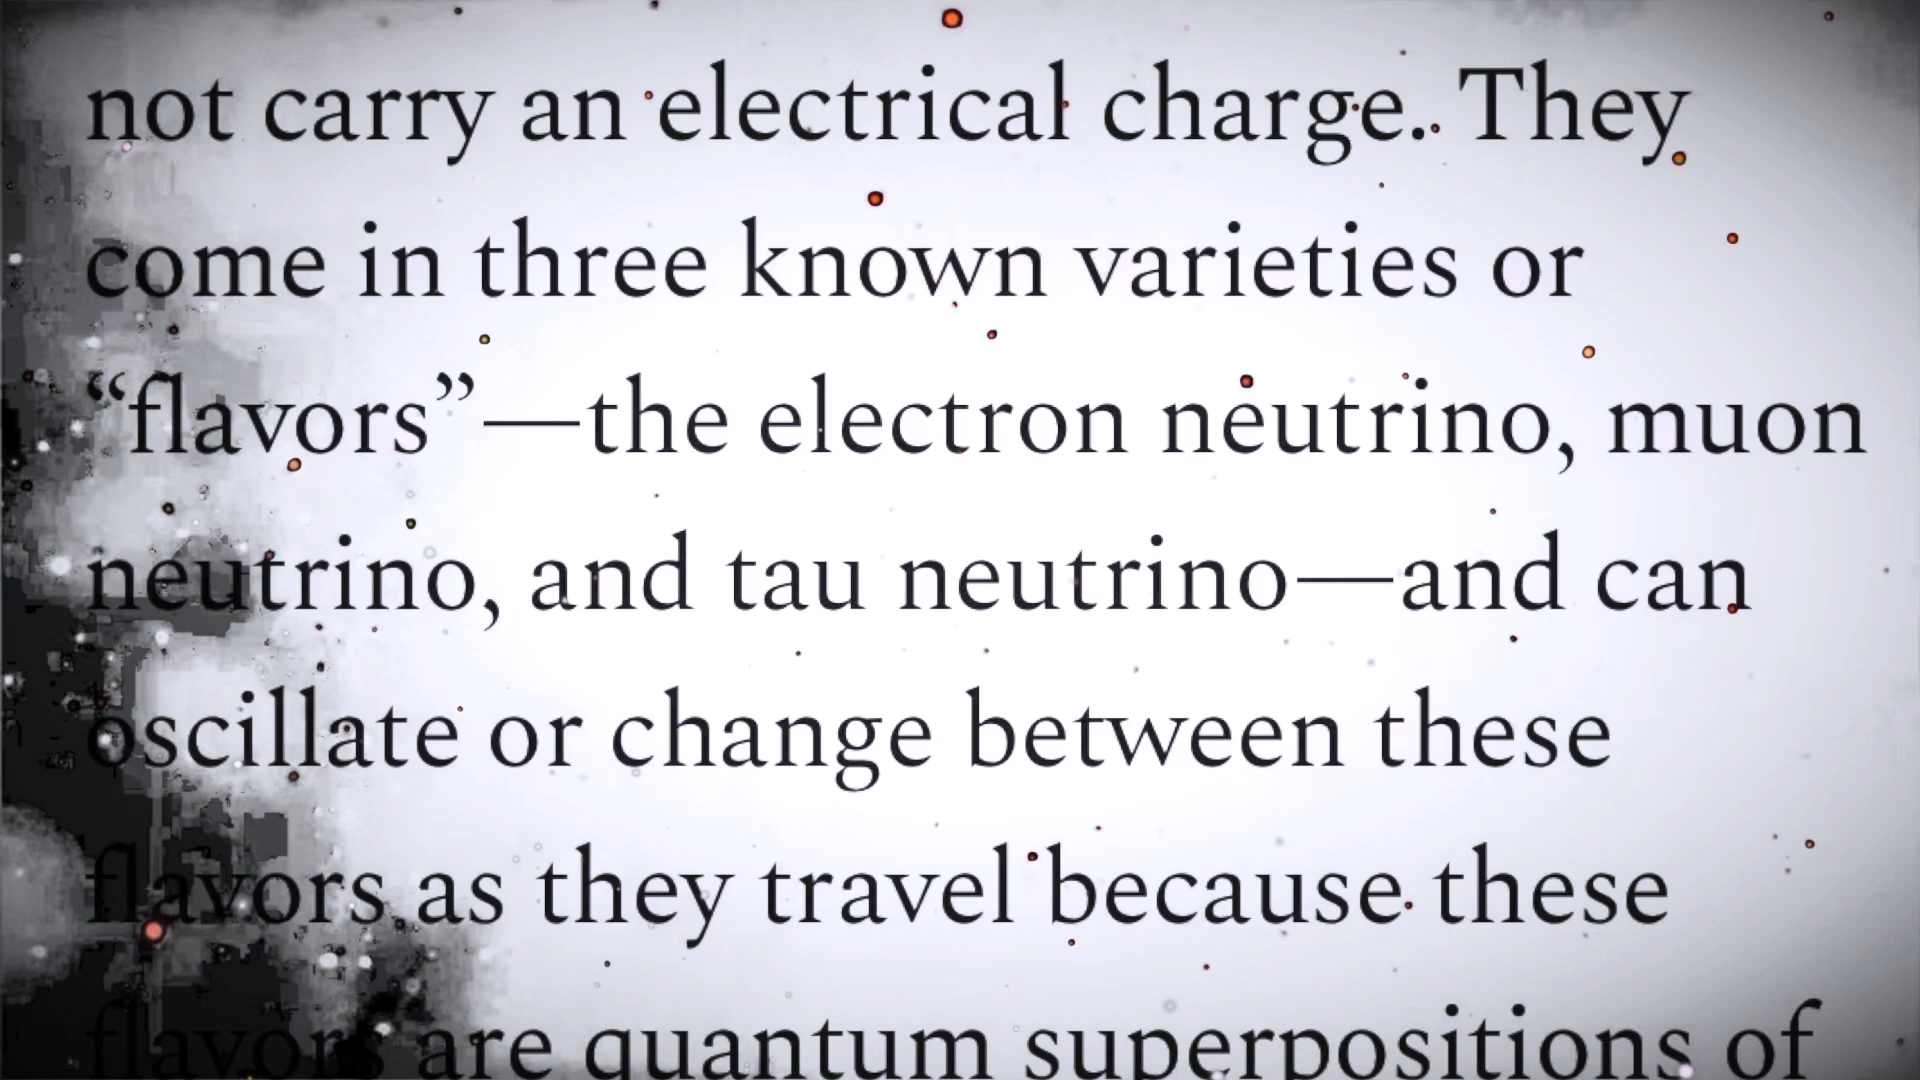 not carry an electrical charge. They
come in three known varieties or
“flavors”—the electron neutrino, muon
neutrino, and tau neutrino—and can
oscillate or change between these
flavors as they travel because these
flavors are quantum superpositions of